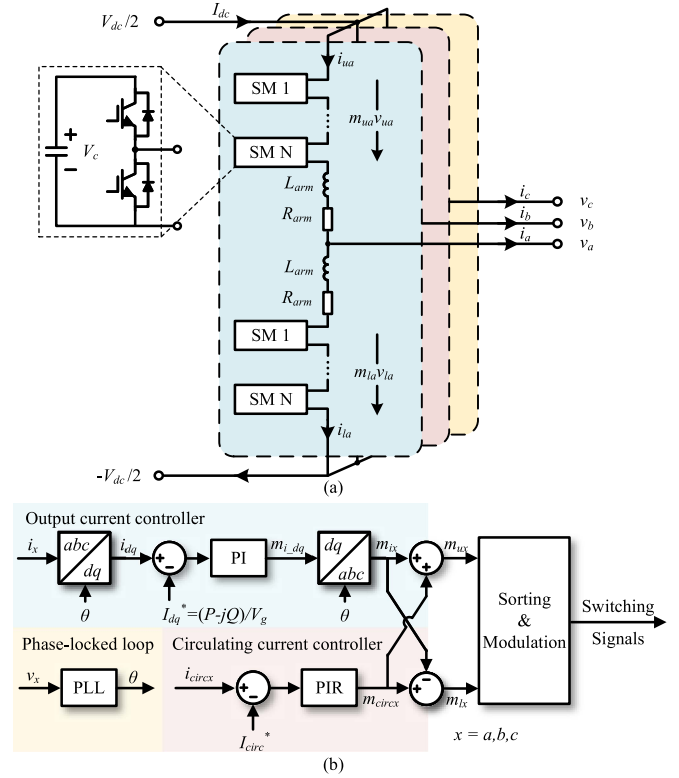 V_dc/2
I_dc
i_ua
SM 1
m_ua v_ua
V_c
+
−
SM N
L_arm
R_arm
i_c
v_c
i_b
v_b
i_a
v_a
L_arm
R_arm
SM 1
m_la v_la
SM N
i_la
-V_dc/2
(a)
Output current controller
i_x
abc
dq
i_dq
+
−
PI
m_i_dq
dq
abc
m_ix
+
+
m_ux
θ
I_dq*=(P-jQ)/V_g
θ
Sorting
&
Modulation
Switching
Signals
Phase-locked loop
Circulating current controller
v_x
PLL
θ
i_circx
+
−
PIR
m_circx
−
+
m_lx
I_circ*
x = a,b,c
(b)